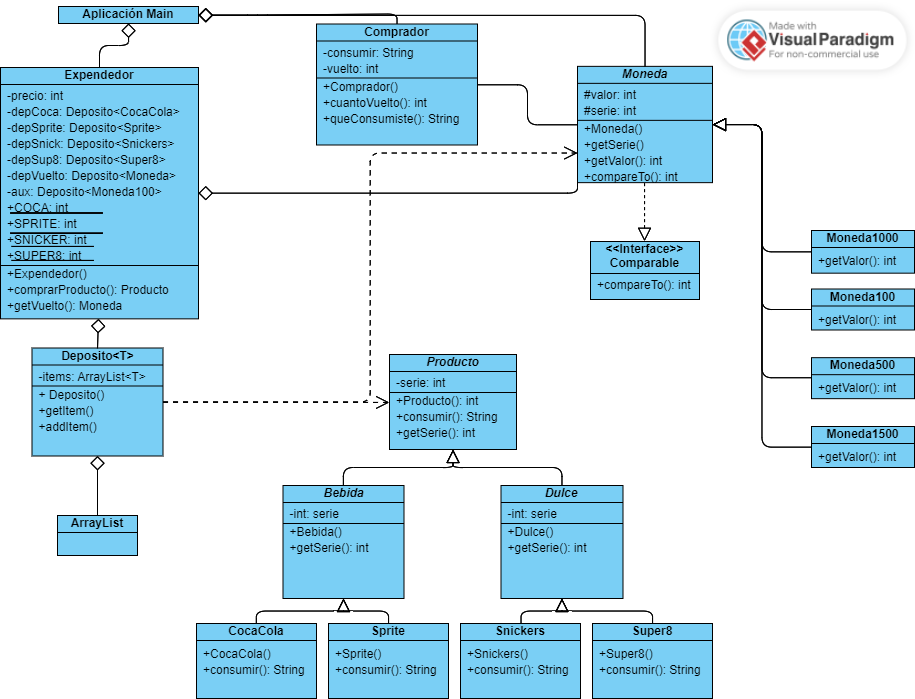 Aplicación Main
Made with
VisualParadigm
For non-commercial use
Comprador
-consumir: String
-vuelto: int
+Comprador()
+cuantoVuelto(): int
+queConsumiste(): String
Expendedor
-precio: int
-depCoca: Deposito<CocaCola>
-depSprite: Deposito<Sprite>
-depSnick: Deposito<Snickers>
-depSup8: Deposito<Super8>
-depVuelto: Deposito<Moneda>
-aux: Deposito<Moneda100>
+COCA: int
+SPRITE: int
+SNICKER: int
+SUPER8: int
+Expendedor()
+comprarProducto(): Producto
+getVuelto(): Moneda
Moneda
#valor: int
#serie: int
+Moneda()
+getSerie()
+getValor(): int
+compareTo(): int
<<Interface>>
Comparable
+compareTo(): int
Moneda1000
+getValor(): int
Moneda100
+getValor(): int
Moneda500
+getValor(): int
Moneda1500
+getValor(): int
Deposito<T>
-items: ArrayList<T>
+ Deposito()
+getItem()
+addItem()
ArrayList
Producto
-serie: int
+Producto(): int
+consumir(): String
+getSerie(): int
Bebida
-int: serie
+Bebida()
+getSerie(): int
Dulce
-int: serie
+Dulce()
+getSerie(): int
CocaCola
+CocaCola()
+consumir(): String
Sprite
+Sprite()
+consumir(): String
Snickers
+Snickers()
+consumir(): String
Super8
+Super8()
+consumir(): String